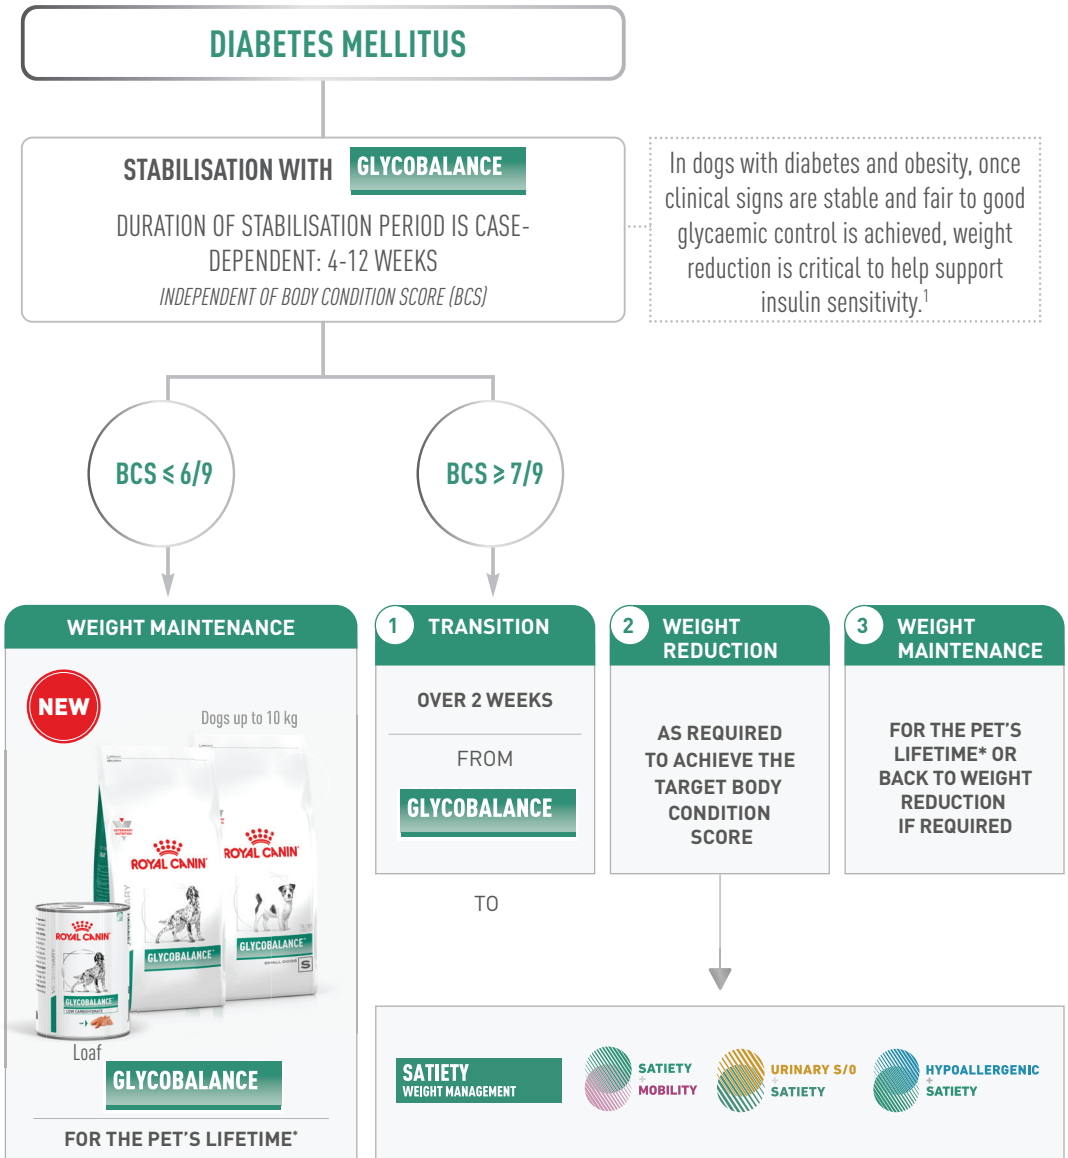 DIABETES MELLITUS
STABILISATION WITH GLYCOBALANCE
DURATION OF STABILISATION PERIOD IS CASE-
DEPENDENT: 4-12 WEEKS
INDEPENDENT OF BODY CONDITION SCORE (BCS)
In dogs with diabetes and obesity, once
clinical signs are stable and fair to good
glycaemic control is achieved, weight
reduction is critical to help support
insulin sensitivity.1
BCS ≤ 6/9
BCS ≥ 7/9
WEIGHT MAINTENANCE
NEW
Dogs up to 10 kg
VETERINARY
ROYAL CANIN
GLYCOBALANCE
ROYAL CANIN
GLYCOBALANCE
SMALL DOGS S
ROYAL CANIN
GLYCOBALANCE
LOW CARBOHYDRATE
Loaf
GLYCOBALANCE
FOR THE PET'S LIFETIME*
1 TRANSITION
OVER 2 WEEKS
FROM
GLYCOBALANCE
TO
2 WEIGHT
REDUCTION
AS REQUIRED
TO ACHIEVE THE
TARGET BODY
CONDITION
SCORE
3 WEIGHT
MAINTENANCE
FOR THE PET'S
LIFETIME* OR
BACK TO WEIGHT
REDUCTION
IF REQUIRED
SATIETY
WEIGHT MANAGEMENT
SATIETY
+
MOBILITY
URINARY S/O
+
SATIETY
HYPOALLERGENIC
+
SATIETY